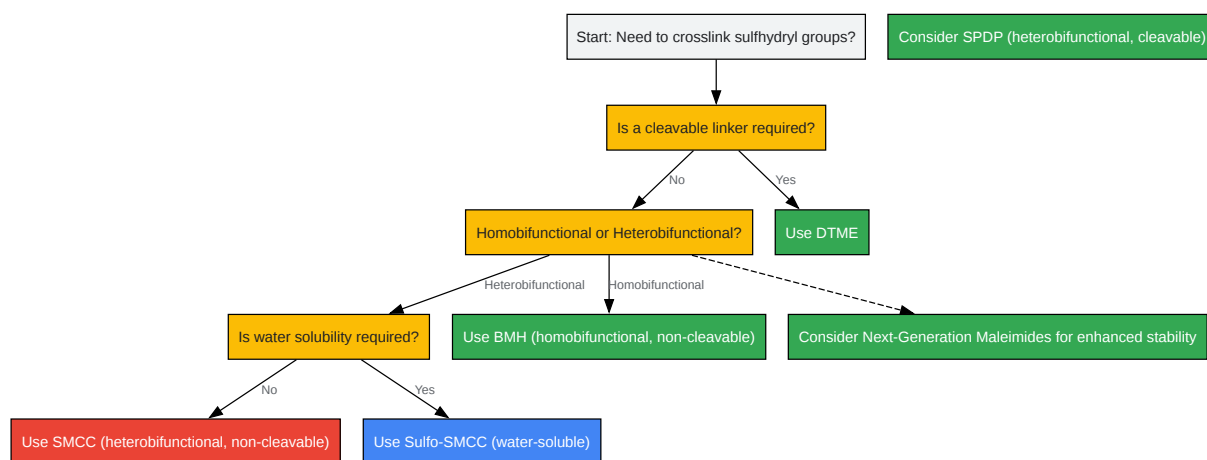 Start: Need to crosslink sulfhydryl groups?
Consider SPDP (heterobifunctional, cleavable)
Is a cleavable linker required?
No
Yes
Homobifunctional or Heterobifunctional?
Use DTME
Heterobifunctional
Homobifunctional
Is water solubility required?
Use BMH (homobifunctional, non-cleavable)
Consider Next-Generation Maleimides for enhanced stability
No
Yes
Use SMCC (heterobifunctional, non-cleavable)
Use Sulfo-SMCC (water-soluble)